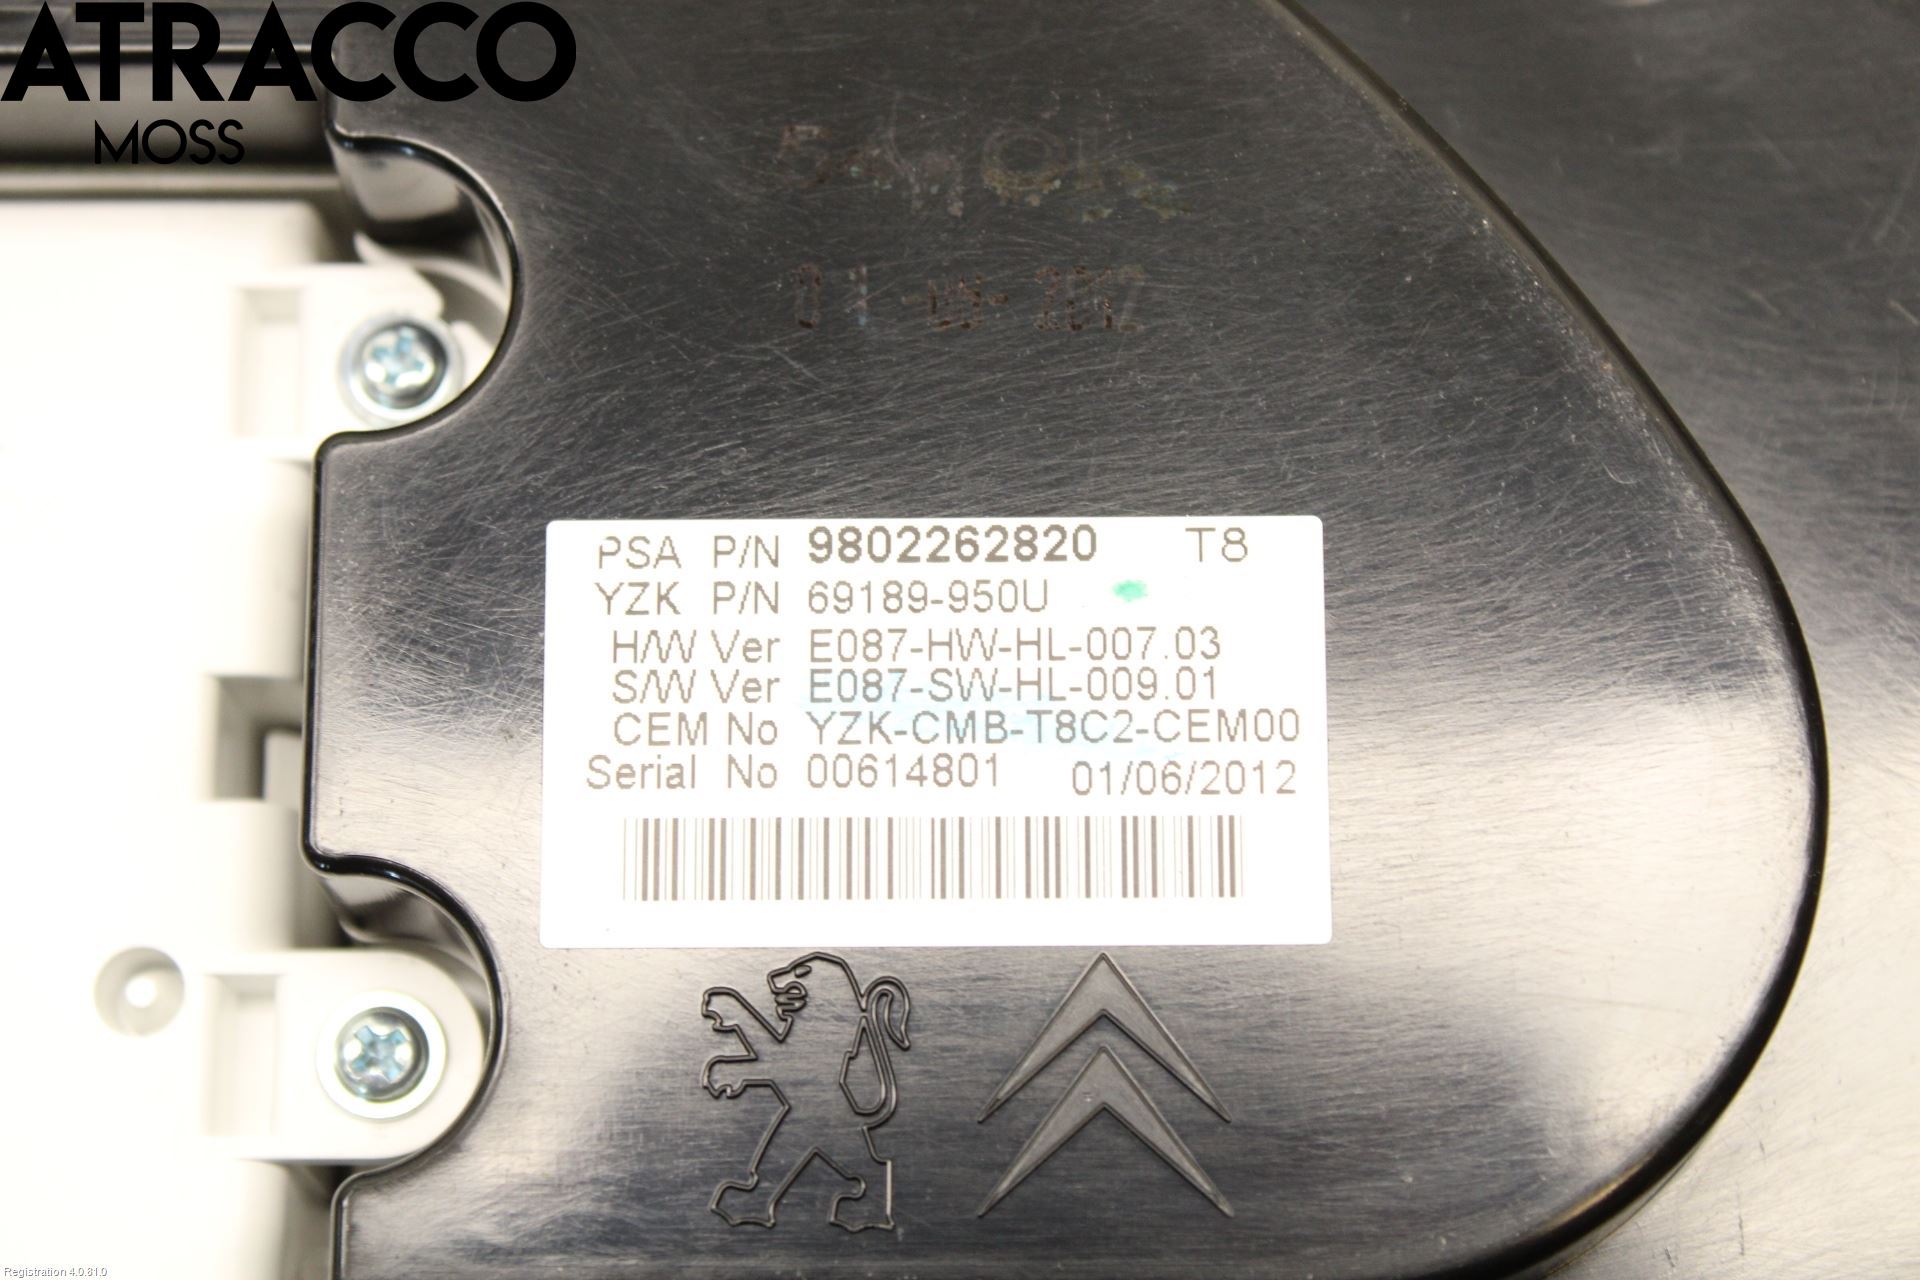 ATRACCO
MOSS
2012
PSA P/N 9802262820 T8
YZK P/N 69189-950U
H/W Ver E087-HW-HL-007.03
S/W Ver E087-SW-HL-009.01
CEM No YZK-CMB-T8C2-CEM00
Serial No 00614801 01/06/2012
Registration 4.0.81.0